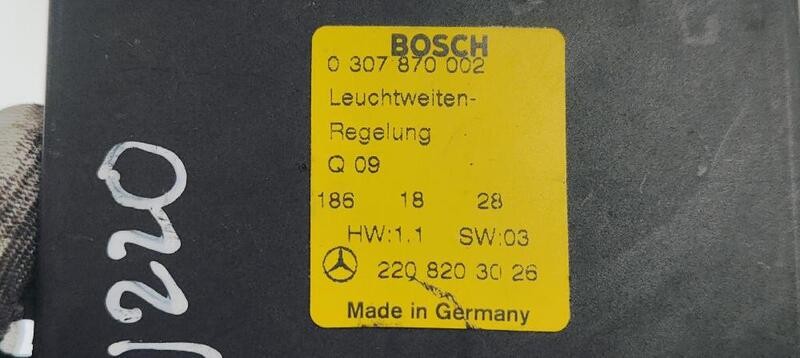 BOSCH
0 307 870 002
Leuchtweiten-
Regelung
Q 09
186 18 28
HW:1.1 SW:03
220 820 30 26
Made in Germany
220